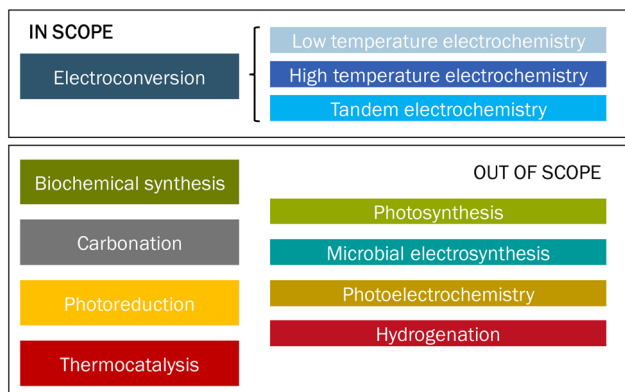 IN SCOPE
Electroconversion
Low temperature electrochemistry
High temperature electrochemistry
Tandem electrochemistry
OUT OF SCOPE
Biochemical synthesis
Carbonation
Photoreduction
Thermocatalysis
Photosynthesis
Microbial electrosynthesis
Photoelectrochemistry
Hydrogenation